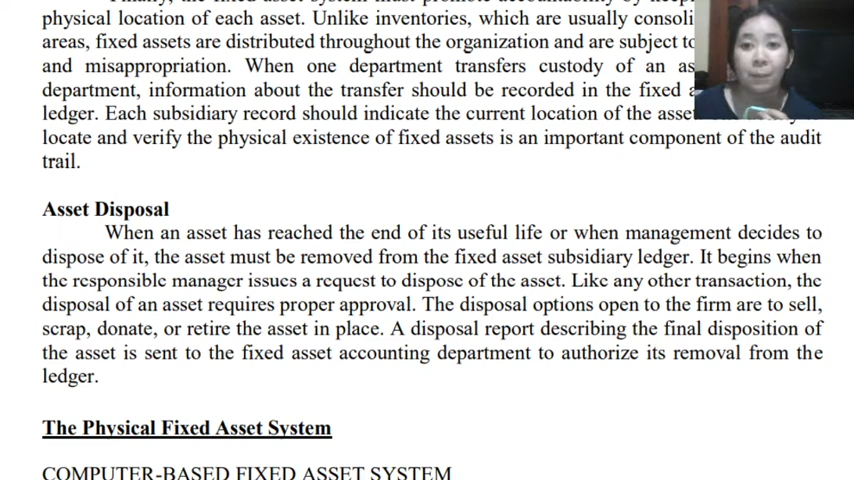 Finally, the fixed asset system must promote accountability by
physical location of each asset. Unlike inventories, which are usually
areas, fixed assets are distributed throughout the organization and are subject to
and misappropriation. When one department transfers custody of an
department, information about the transfer should be recorded in the fixed
ledger. Each subsidiary record should indicate the current location of the asset.
locate and verify the physical existence of fixed assets is an important component of the audit
trail.
Asset Disposal
When an asset has reached the end of its useful life or when management decides to
dispose of it, the asset must be removed from the fixed asset subsidiary ledger. It begins when
the responsible manager issues a request to dispose of the asset. Like any other transaction, the
disposal of an asset requires proper approval. The disposal options open to the firm are to sell,
scrap, donate, or retire the asset in place. A disposal report describing the final disposition of
the asset is sent to the fixed asset accounting department to authorize its removal from the
ledger.
The Physical Fixed Asset System
COMPUTER-BASED FIXED ASSET SYSTEM